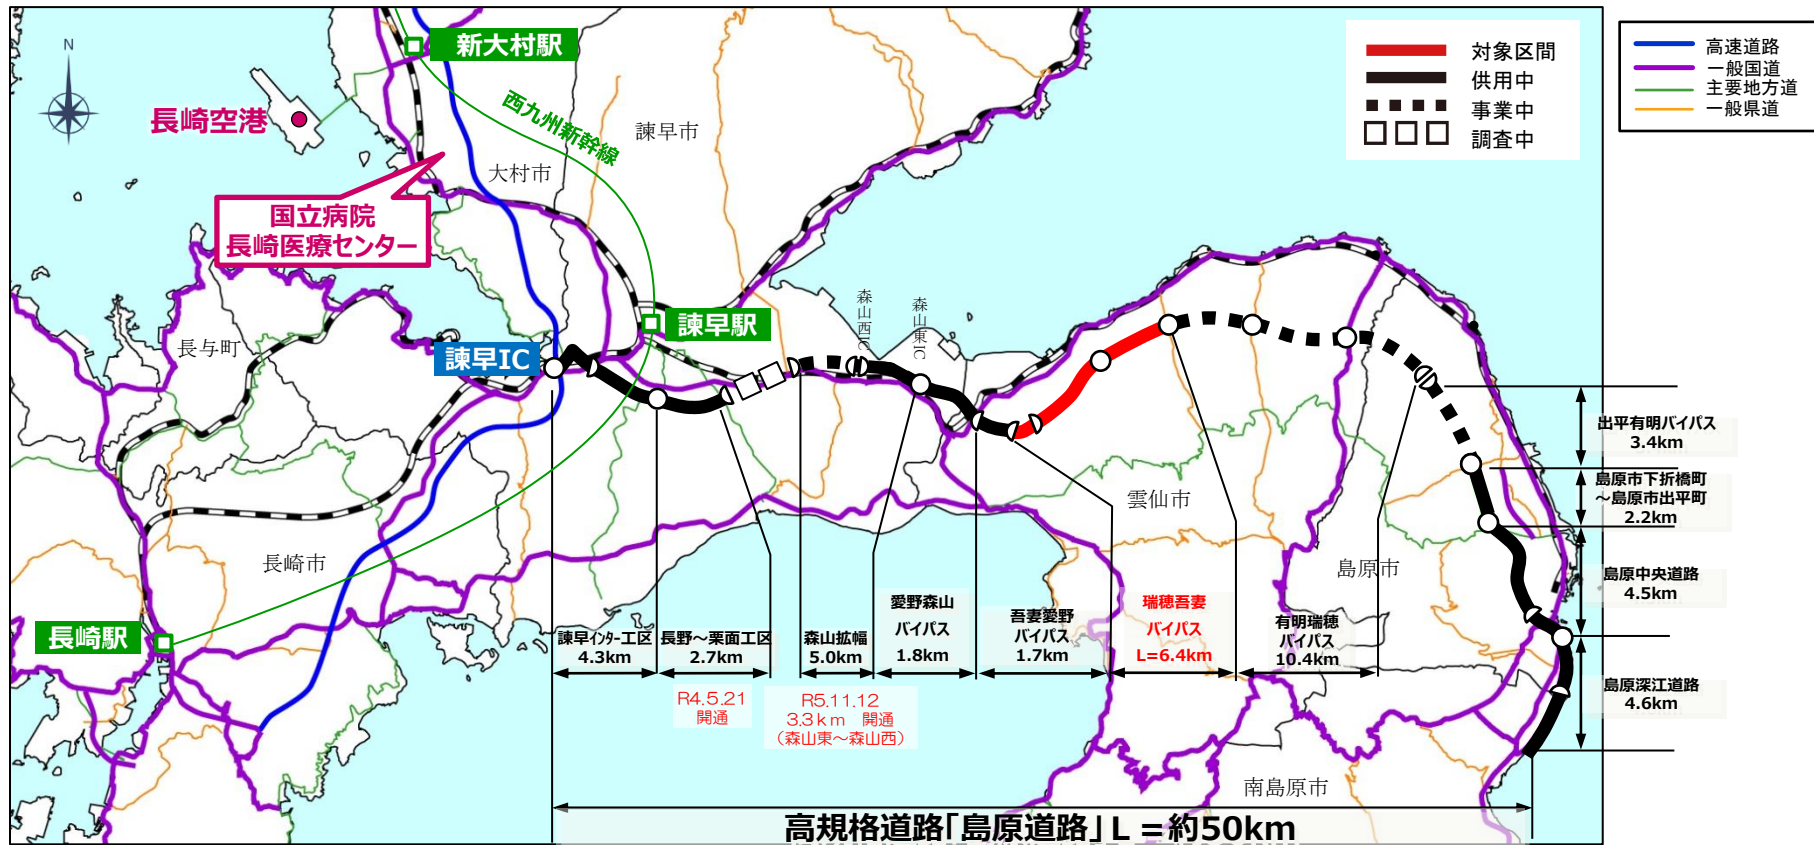 新大村駅
N
長崎空港
西九州新幹線
諫早市
大村市
国立病院
長崎医療センター
対象区間
供用中
事業中
調査中
高速道路
一般国道
主要地方道
一般県道
長与町
諫早IC
諫早駅
森山西IC
森山東IC
雲仙市
島原市
長崎市
長崎駅
出平有明バイパス
3.4km
島原市下折橋町
～島原市出平町
2.2km
島原中央道路
4.5km
島原深江道路
4.6km
諫早インター工区
4.3km
長野～栗面工区
2.7km
森山拡幅
5.0km
愛野森山
バイパス
1.8km
吾妻愛野
バイパス
1.7km
瑞穂吾妻
バイパス
L=6.4km
有明瑞穂
バイパス
10.4km
R4.5.21
開通
R5.11.12
3.3km 開通
（森山東～森山西）
南島原市
高規格道路｢島原道路｣L＝約50km